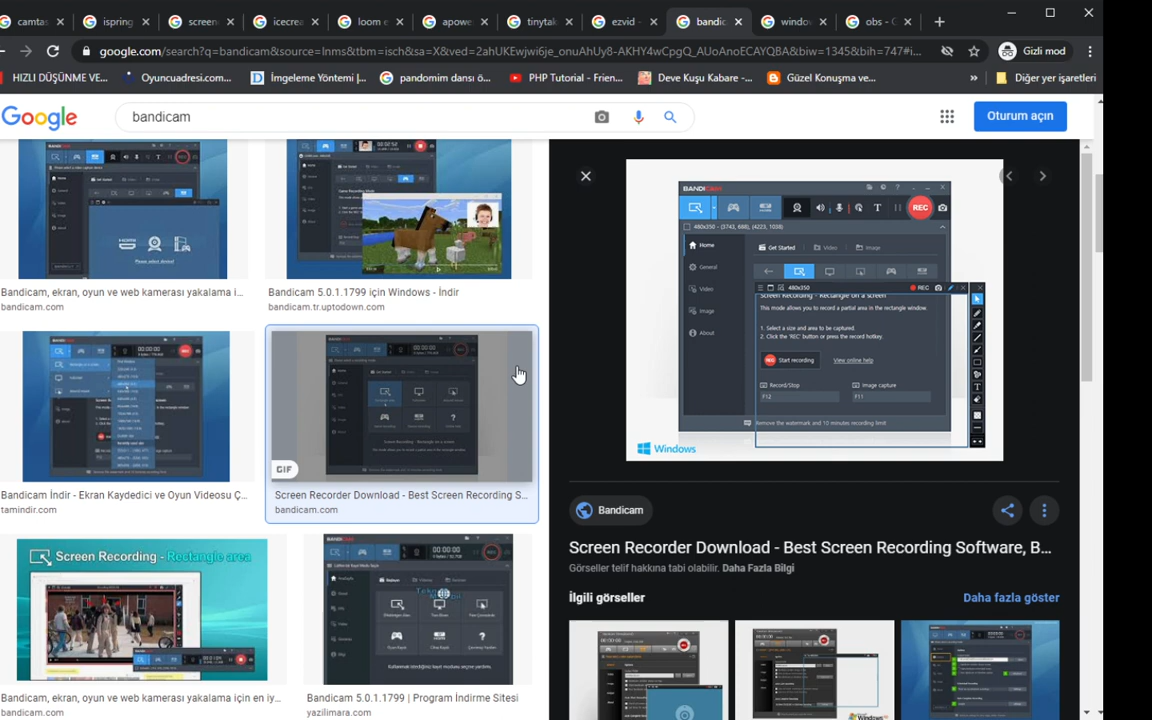 camtas
ispring
screen
icecrea
loom e
apowe
tinytak
ezvid -
bandic
windo
obs - G
google.com/search?q=bandicam&source=lnms&tbm=isch&sa=X&ved=2ahUKEwjwi6je_onuAhUy8-AKHY4wCpgQ_AUoAnoECAYQBA&biw=1345&bih=747#i...
Gizli mod
HIZLI DÜŞÜNME VE...
Oyuncuadresi.com...
İmgeleme Yöntemi |...
pandomim dansı ö...
PHP Tutorial - Frien...
Deve Kuşu Kabare -...
Güzel Konuşma ve...
»
Diğer yer işaretleri
Google
bandicam
Oturum açın
Bandicam, ekran, oyun ve web kamerası yakalama i...
bandicam.com
Bandicam 5.0.1.1799 için Windows - İndir
bandicam.tr.uptodown.com
Bandicam İndir - Ekran Kaydedici ve Oyun Videosu Ç...
tamindir.com
GIF
Screen Recorder Download - Best Screen Recording S...
bandicam.com
Screen Recording - Rectangle area
Bandicam, ekran, oyun ve web kamerası yakalama için en iy...
bandicam.com
Bandicam 5.0.1.1799 | Program İndirme Sitesi
yazilimara.com
BANDICAM
REC
480x350 - (3743, 688), (4223, 1038)
Home
General
Video
Image
About
Get Started
Video
Image
480x350
REC
Screen Recording - Rectangle on a screen
This mode allows you to record a partial area in the rectangle window.
1. Select a size and area to be captured.
2. Click the 'REC' button or press the record hotkey.
REC
Start recording
View online help
Record/Stop
F12
Image capture
F11
Remove the watermark and 10 minutes recording limit
Windows
Bandicam
Screen Recorder Download - Best Screen Recording Software, B...
Görseller telif hakkına tabi olabilir. Daha Fazla Bilgi
İlgili görseller
Daha fazla göster